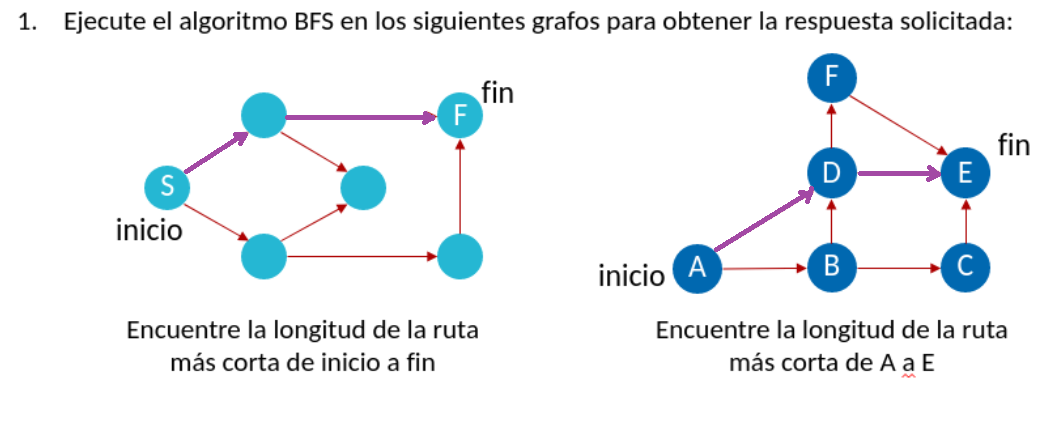 1. Ejecute el algoritmo BFS en los siguientes grafos para obtener la respuesta solicitada:
fin
F
S
inicio
Encuentre la longitud de la ruta
más corta de inicio a fin
F
fin
D
E
inicio
A
B
C
Encuentre la longitud de la ruta
más corta de A a E